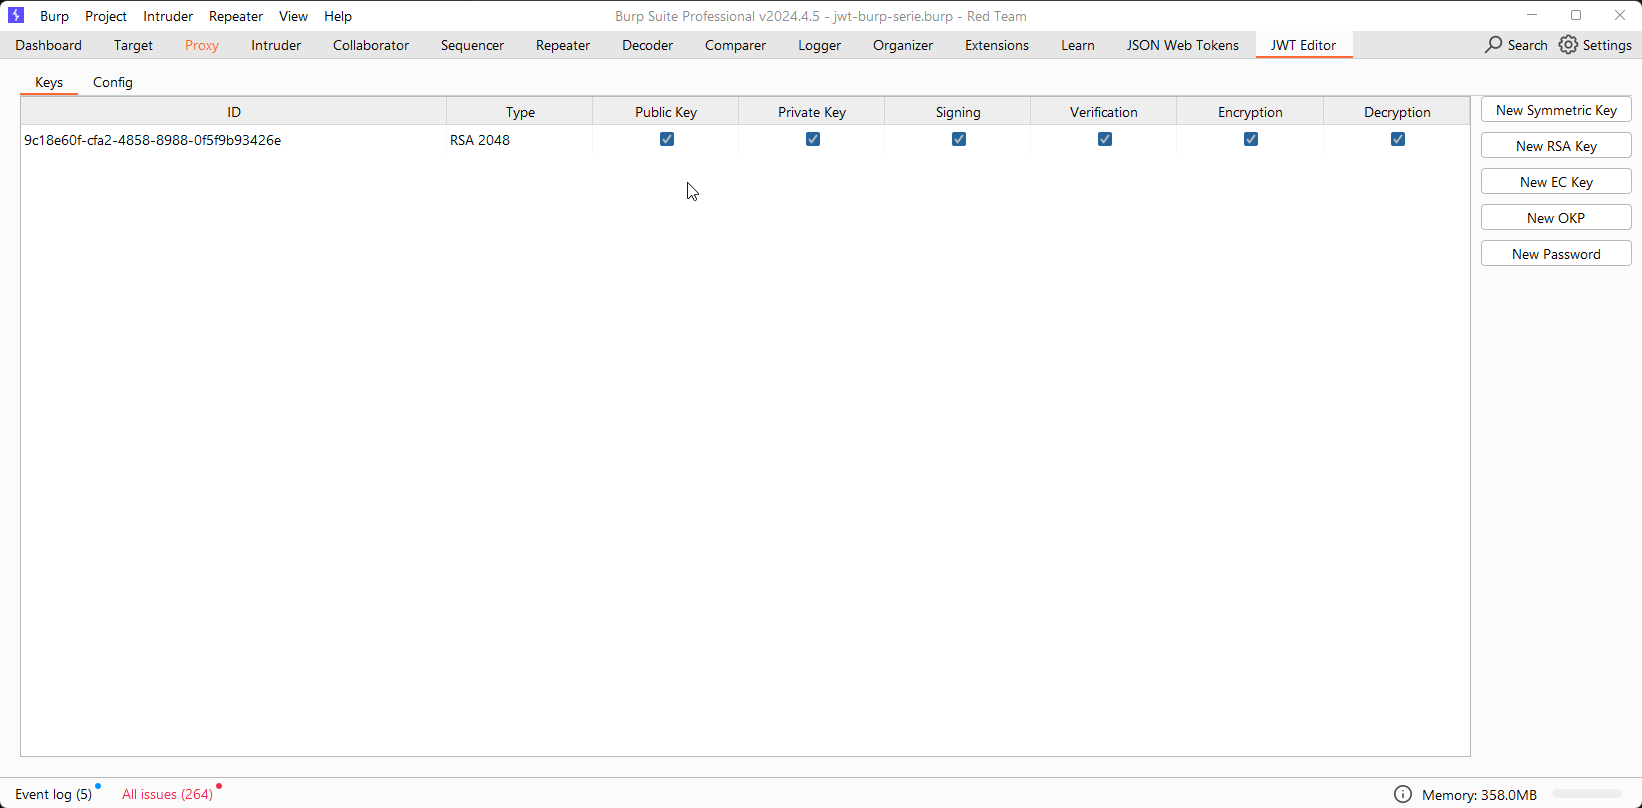 Burp Project Intruder Repeater View Help Burp Suite Professional v2024.4.5 - jwt-burp-serie.burp - Red Team
Dashboard Target Proxy Intruder Collaborator Sequencer Repeater Decoder Comparer Logger Organizer Extensions Learn JSON Web Tokens JWT Editor Search Settings
Keys Config
ID Type Public Key Private Key Signing Verification Encryption Decryption
9c18e60f-cfa2-4858-8988-0f5f9b93426e RSA 2048
New Symmetric Key
New RSA Key
New EC Key
New OKP
New Password
Event log (5) All issues (264) Memory: 358.0MB